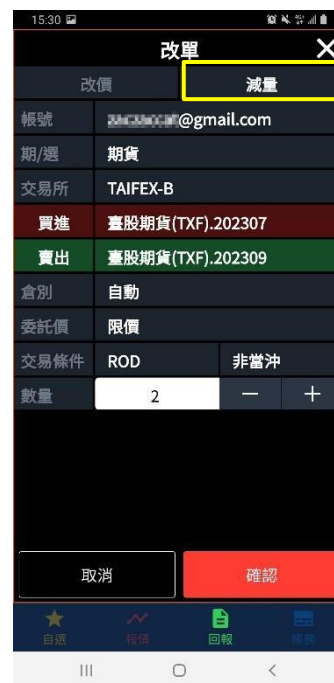 15:30
改單
改價 減量
帳號 @gmail.com
期/選 期貨
交易所 TAIFEX-B
買進 臺股期貨(TXF).202307
賣出 臺股期貨(TXF).202309
倉別 自動
委託價 限價
交易條件 ROD 非當沖
數量 2 — +
取消 確認
自選 報價 回報 帳務